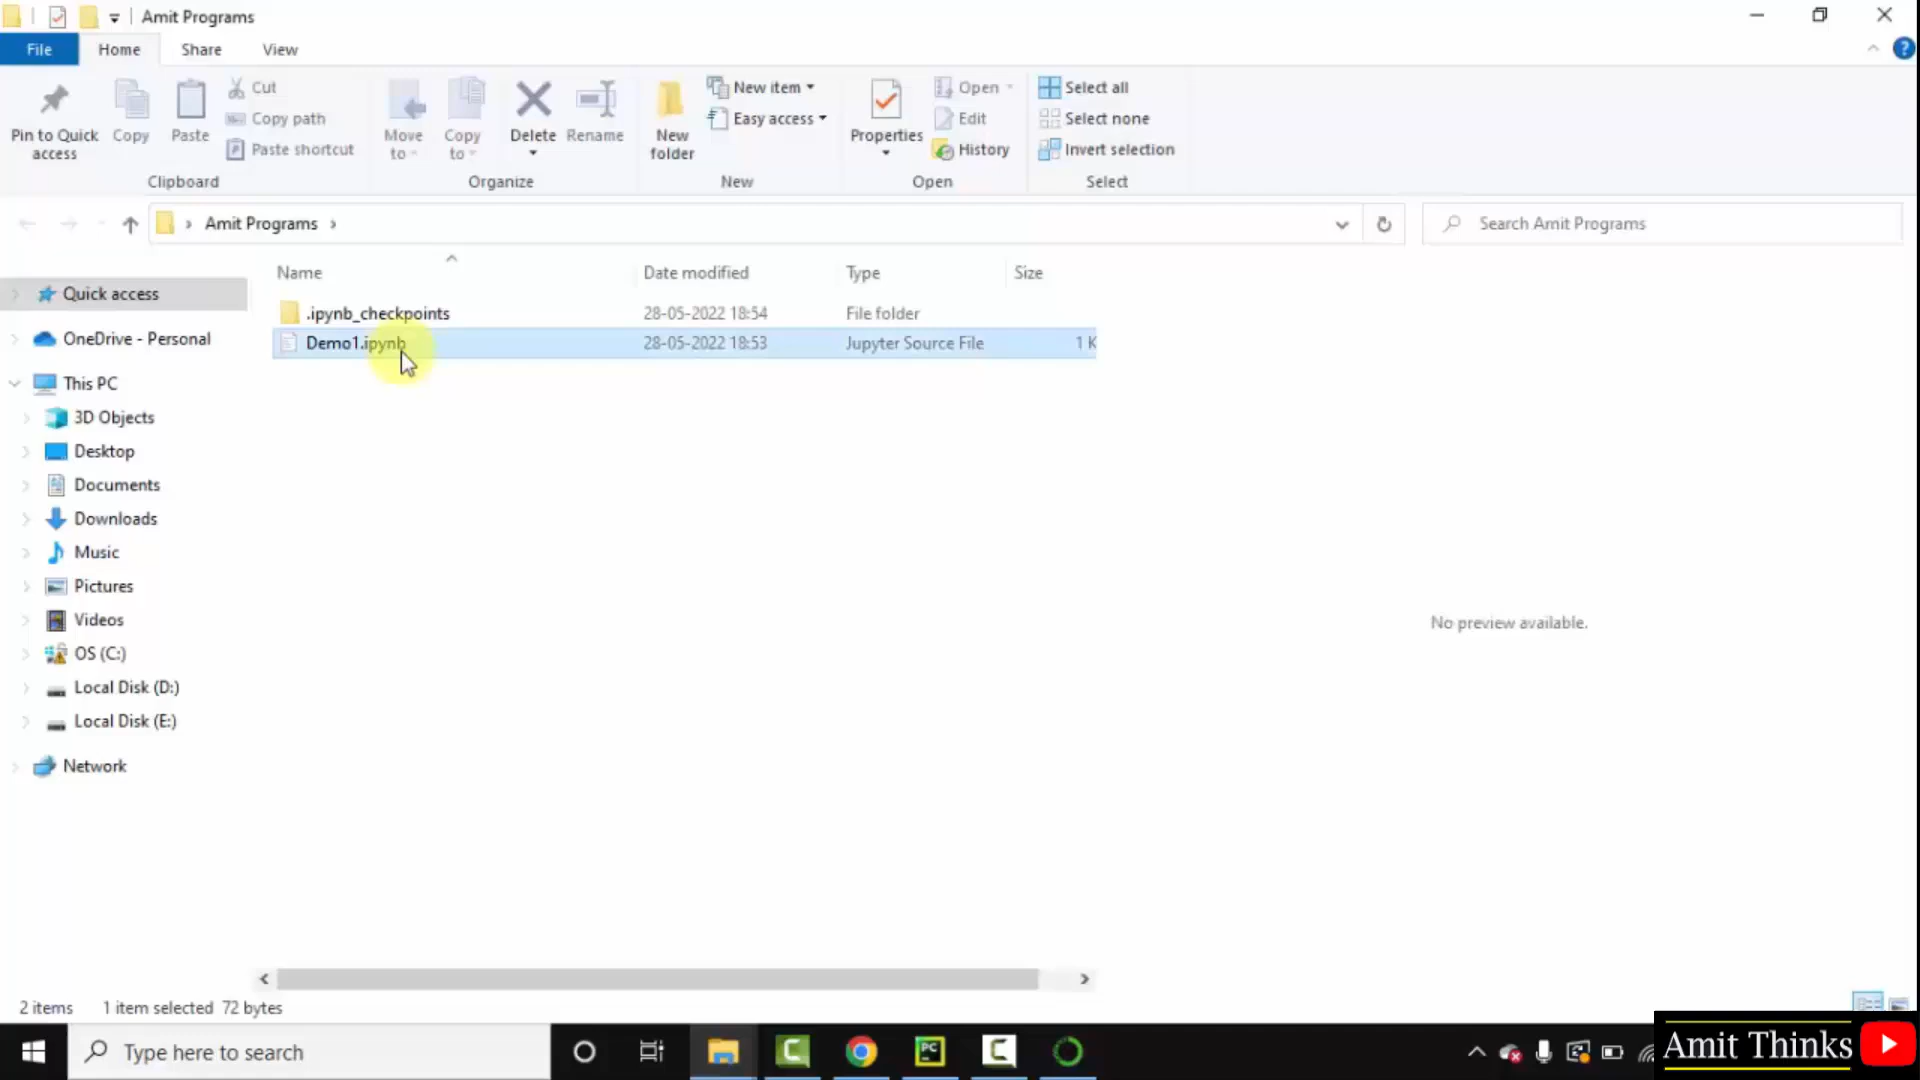 Amit Programs
File Home Share View
Pin to Quick access
Copy
Paste
Cut
Copy path
Paste shortcut
Clipboard
Move to
Copy to
Delete
Rename
Organize
New folder
New item
Easy access
New
Properties
Open
Edit
History
Open
Select all
Select none
Invert selection
Select
Amit Programs
Search Amit Programs
Name Date modified Type Size
.ipynb_checkpoints 28-05-2022 18:54 File folder
Demo1.ipynb 28-05-2022 18:53 Jupyter Source File 1 K
Quick access
OneDrive - Personal
This PC
3D Objects
Desktop
Documents
Downloads
Music
Pictures
Videos
OS (C:)
Local Disk (D:)
Local Disk (E:)
Network
No preview available.
2 items 1 item selected 72 bytes
Type here to search
PC
Amit Thinks